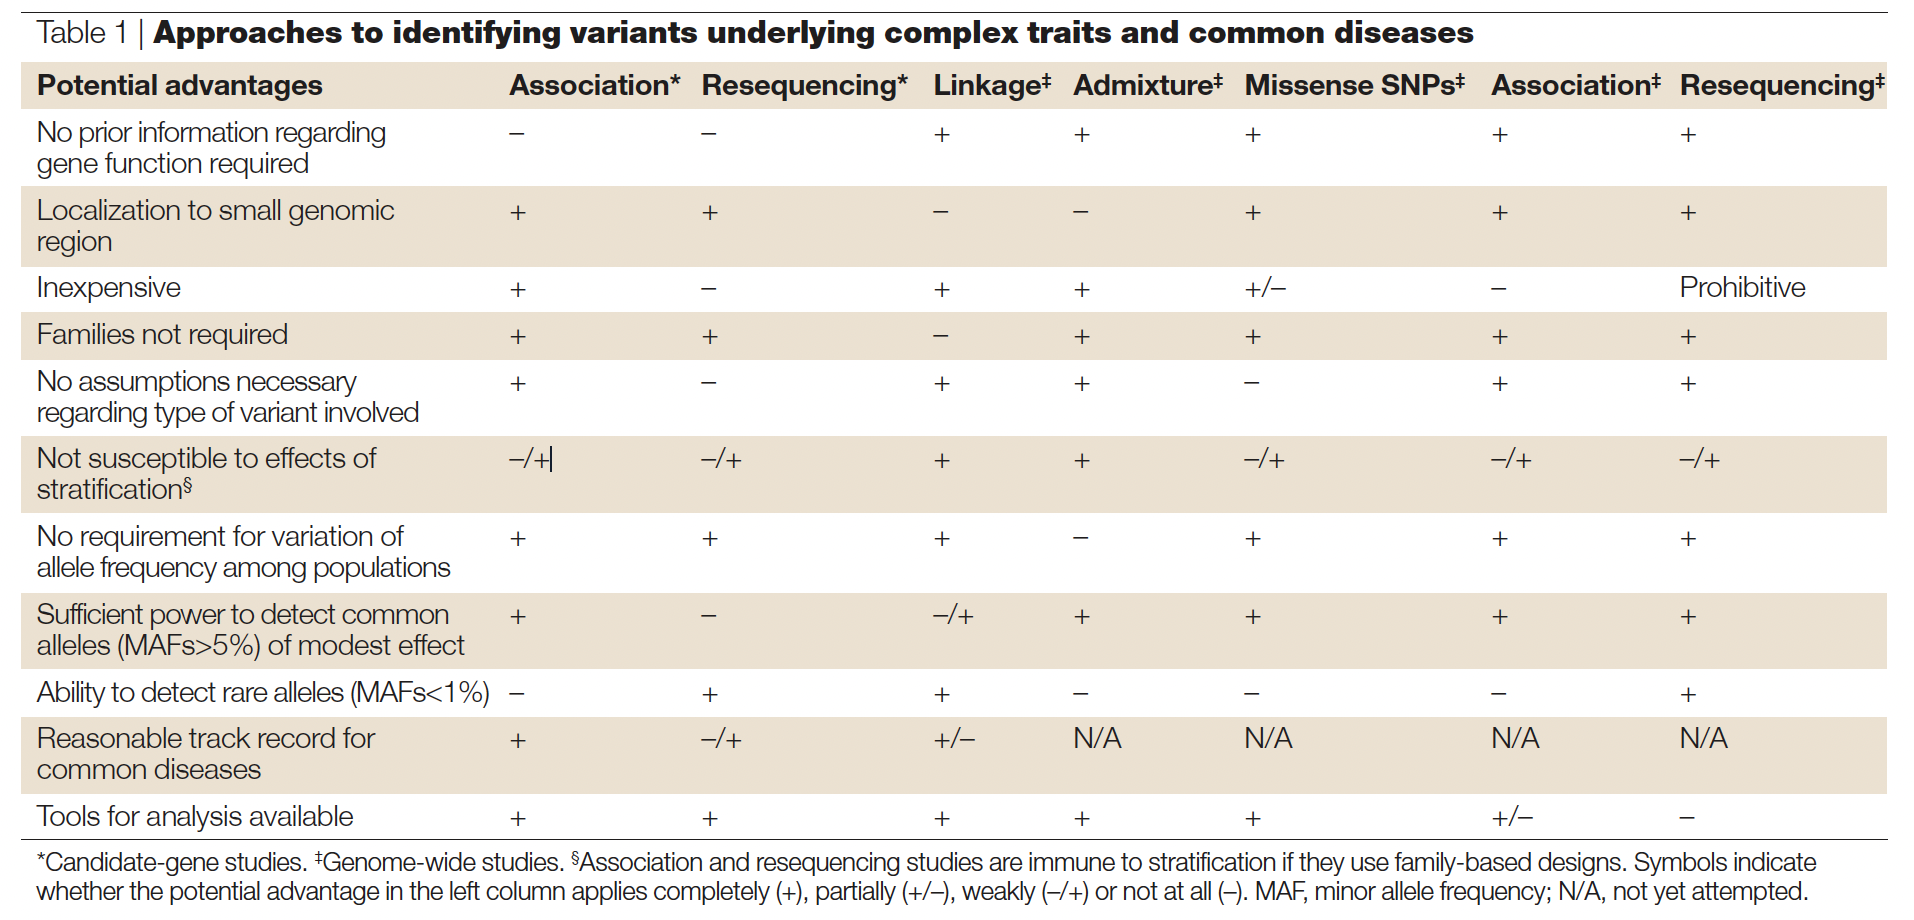 Table 1 | Approaches to identifying variants underlying complex traits and common diseases
Potential advantages Association* Resequencing* Linkage‡ Admixture‡ Missense SNPs‡ Association‡ Resequencing‡
No prior information regarding – – + + + + +
gene function required
Localization to small genomic + + – – + + +
region
Inexpensive + – + + +/– – Prohibitive
Families not required + + – + + + +
No assumptions necessary + – + + – + +
regarding type of variant involved
Not susceptible to effects of –/+ –/+ + + –/+ –/+ –/+
stratification§
No requirement for variation of + + + – + + +
allele frequency among populations
Sufficient power to detect common + – –/+ + + + +
alleles (MAFs>5%) of modest effect
Ability to detect rare alleles (MAFs<1%) – + + – – – +
Reasonable track record for + –/+ +/– N/A N/A N/A N/A
common diseases
Tools for analysis available + + + + + +/– –
*Candidate-gene studies. ‡Genome-wide studies. §Association and resequencing studies are immune to stratification if they use family-based designs. Symbols indicate
whether the potential advantage in the left column applies completely (+), partially (+/–), weakly (–/+) or not at all (–). MAF, minor allele frequency; N/A, not yet attempted.